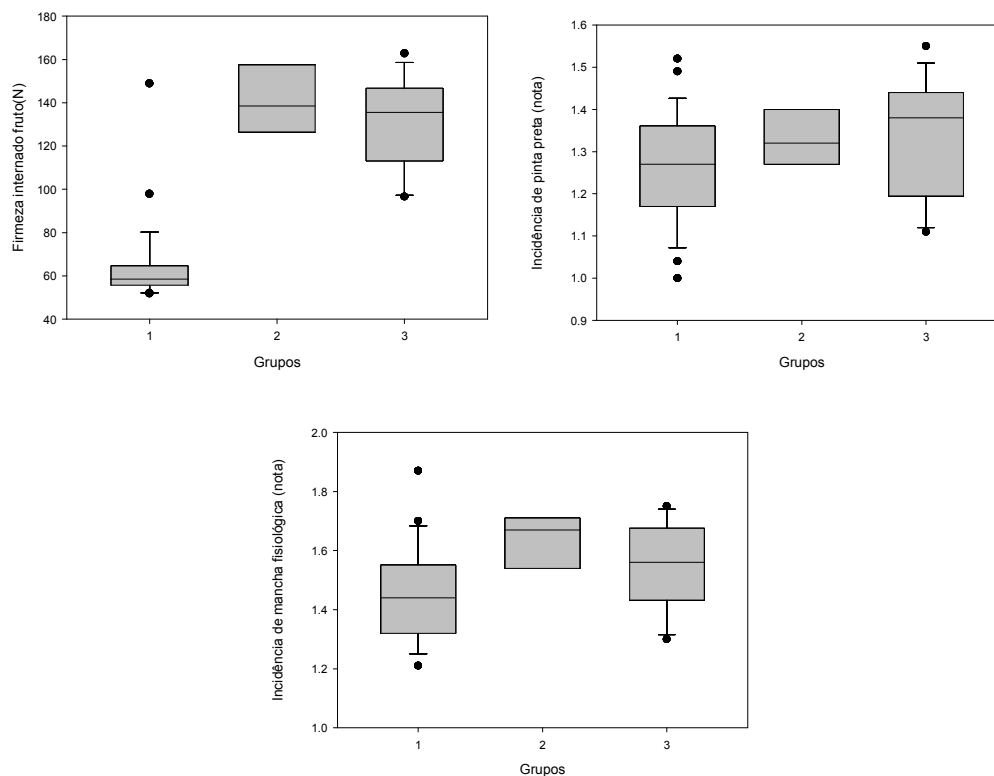 Firmeza internado fruto(N)
180
160
140
120
100
80
60
40
1 2 3
Grupos
Incidência de pinta preta (nota)
1.6
1.5
1.4
1.3
1.2
1.1
1.0
0.9
1 2 3
Grupos
Incidência de mancha fisiológica (nota)
2.0
1.8
1.6
1.4
1.2
1.0
1 2 3
Grupos